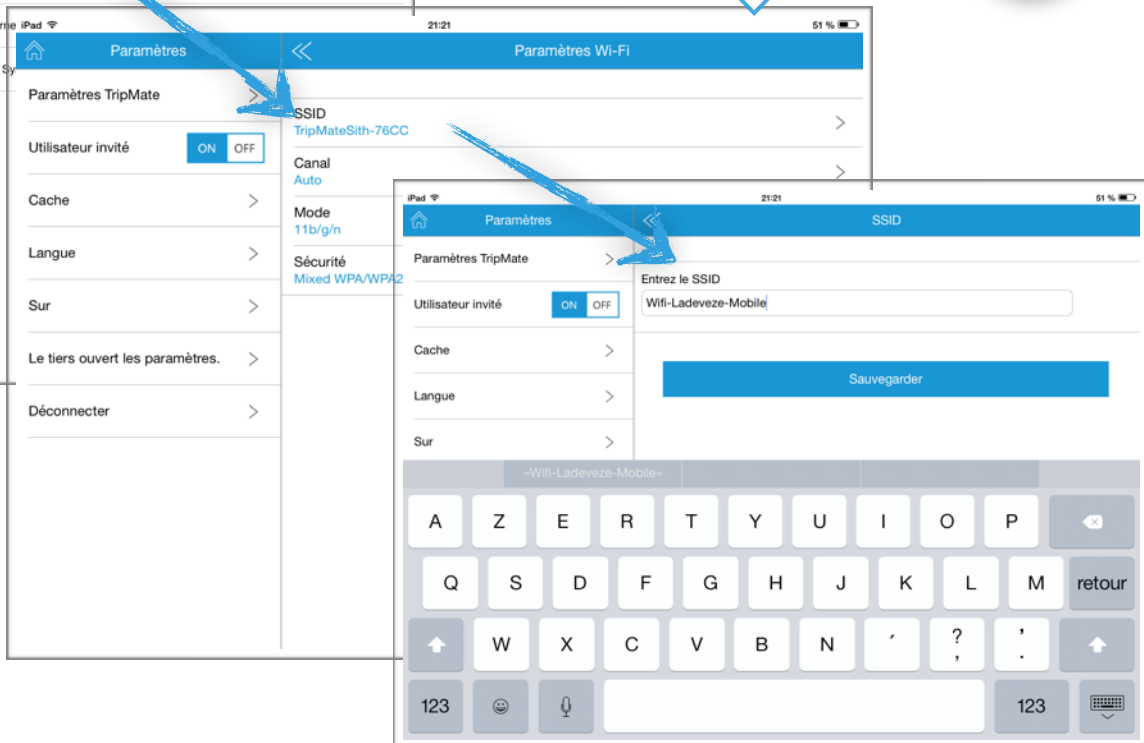 iPad 21:21 51 %
Paramètres Paramètres Wi-Fi
Paramètres TripMate
Utilisateur invité ON OFF
Cache
Langue
Sur
Le tiers ouvert les paramètres.
Déconnecter
SSID
TripMateSith-76CC
Canal
Auto
Mode
11b/g/n
Sécurité
Mixed WPA/WPA2
iPad 21:21 51 %
Paramètres SSID
Paramètres TripMate
Utilisateur invité ON OFF
Cache
Langue
Sur
Entrez le SSID
Wifi-Ladeveze-Mobile
Sauvegarder
«Wifi-Ladeveze-Mobile»
A Z E R T Y U I O P
Q S D F G H J K L M retour
W X C V B N ´ ? , ' .
123 123